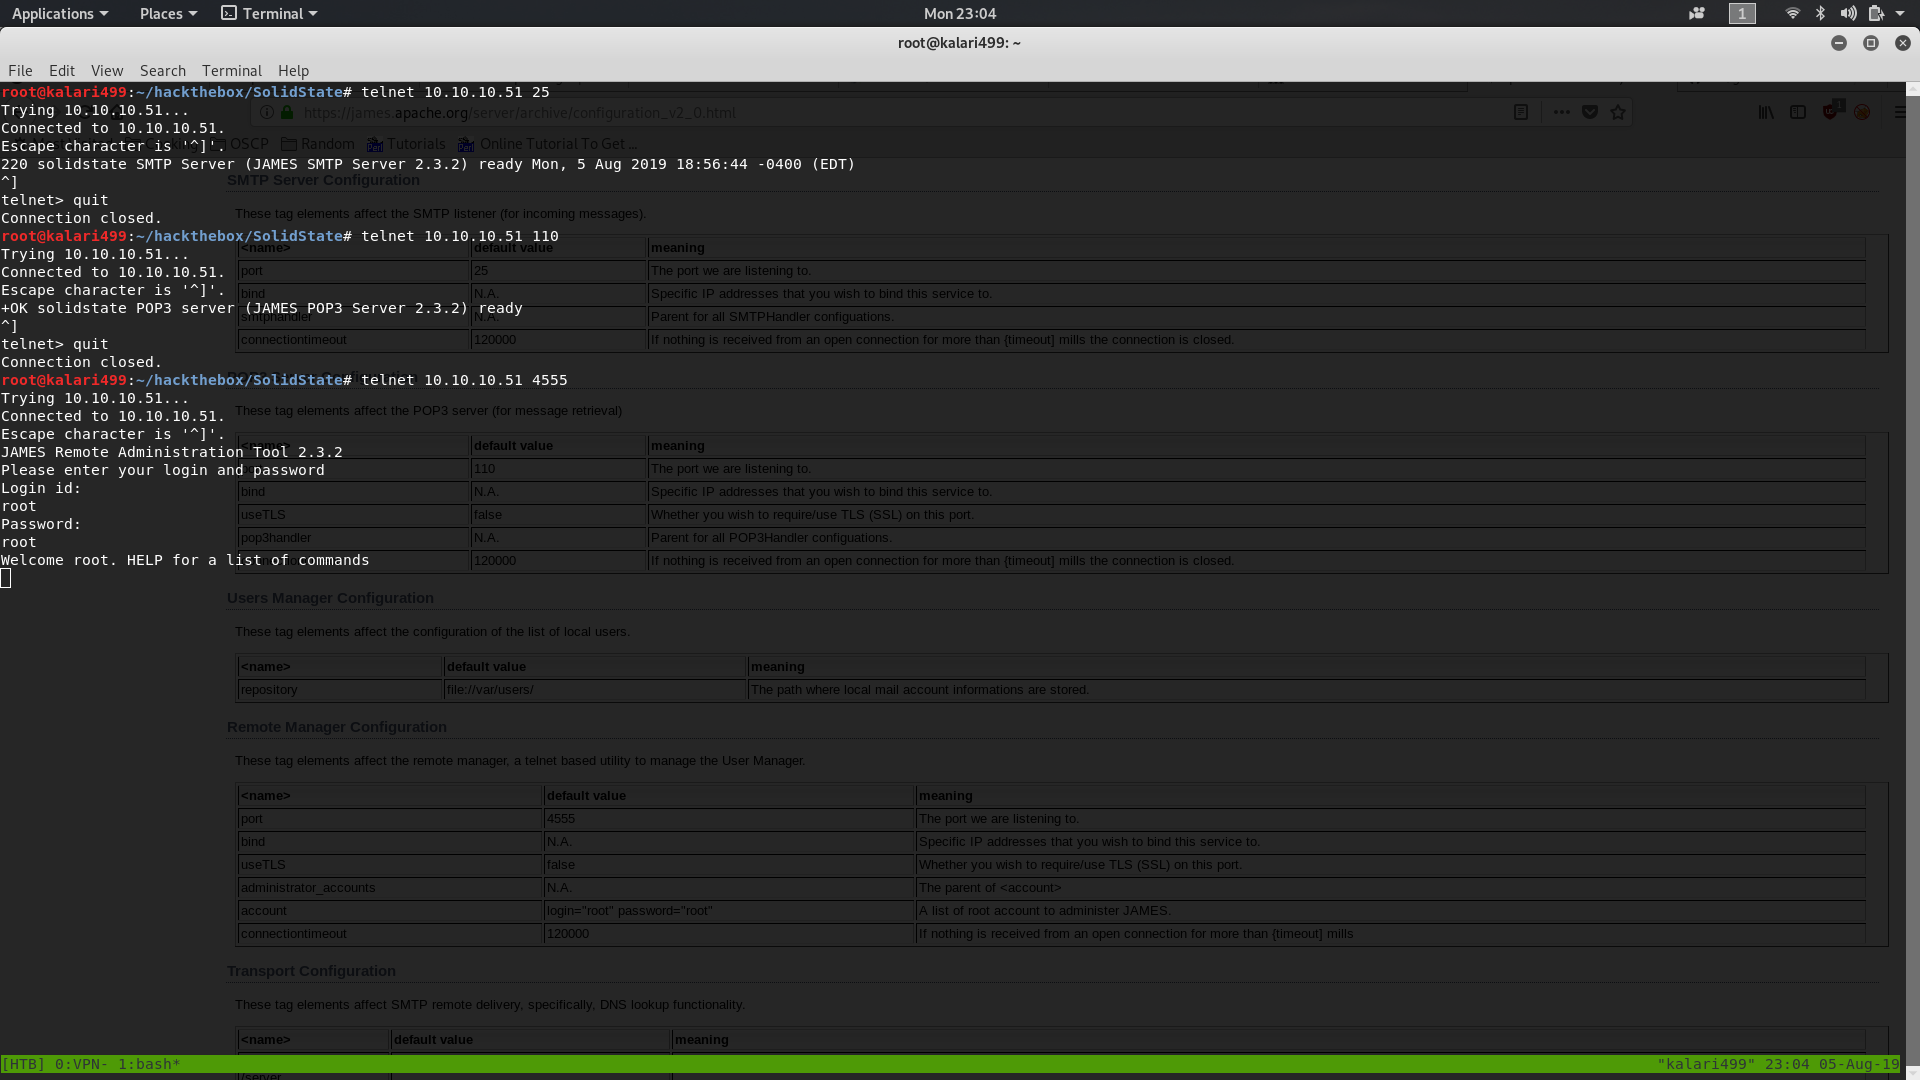 Applications Places Terminal Mon 23:04 1
root@kalari499: ~
File Edit View Search Terminal Help
root@kalari499:~/hackthebox/SolidState# telnet 10.10.10.51 25
Trying 10.10.10.51...
https://james.apache.org/server/archive/configuration_v2_0.html
Connected to 10.10.10.51.
Escape character is '^]'.
OSCP Random Tutorials Online Tutorial To Get ...
220 solidstate SMTP Server (JAMES SMTP Server 2.3.2) ready Mon, 5 Aug 2019 18:56:44 -0400 (EDT)
^]
SMTP Server Configuration
telnet> quit
These tag elements affect the SMTP listener (for incoming messages).
Connection closed.
root@kalari499:~/hackthebox/SolidState# telnet 10.10.10.51 110
<name> default value meaning
Trying 10.10.10.51...
Connected to 10.10.10.51.
port 25 The port we are listening to.
Escape character is '^]'.
bind N.A. Specific IP addresses that you wish to bind this service to.
+OK solidstate POP3 server (JAMES POP3 Server 2.3.2) ready
smtphandler N.A. Parent for all SMTPHandler configuations.
^]
telnet> quit
connectiontimeout 120000 If nothing is received from an open connection for more than {timeout] mills the connection is closed.
Connection closed.
root@kalari499:~/hackthebox/SolidState# telnet 10.10.10.51 4555
Trying 10.10.10.51...
These tag elements affect the POP3 server (for message retrieval)
Connected to 10.10.10.51.
Escape character is '^]'.
<name> default value meaning
JAMES Remote Administration Tool 2.3.2
Please enter your login and password
110 The port we are listening to.
Login id:
bind N.A. Specific IP addresses that you wish to bind this service to.
root
useTLS false Whether you wish to require/use TLS (SSL) on this port.
Password:
pop3handler N.A. Parent for all POP3Handler configuations.
root
Welcome root. HELP for a list of commands
120000 If nothing is received from an open connection for more than {timeout] mills the connection is closed.
Users Manager Configuration
These tag elements affect the configuration of the list of local users.
<name> default value meaning
repository file://var/users/ The path where local mail account informations are stored.
Remote Manager Configuration
These tag elements affect the remote manager, a telnet based utility to manage the User Manager.
<name> default value meaning
port 4555 The port we are listening to.
bind N.A. Specific IP addresses that you wish to bind this service to.
useTLS false Whether you wish to require/use TLS (SSL) on this port.
administrator_accounts N.A. The parent of <account>
account login="root" password="root" A list of root account to administer JAMES.
connectiontimeout 120000 If nothing is received from an open connection for more than {timeout] mills
Transport Configuration
These tag elements affect SMTP remote delivery, specifically, DNS lookup functionality.
<name> default value meaning
[HTB] 0:VPN- 1:bash* "kalari499" 23:04 05-Aug-19